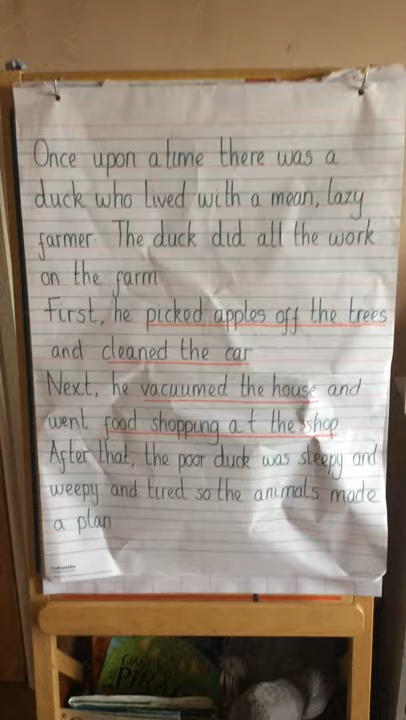 Once upon a time there was a
duck who lived with a mean, lazy
farmer. The duck did all the work
on the farm
First, he picked apples off the trees
and cleaned the car
Next, he vacuumed the house and
went food shopping at the shop.
After that, the poor duck was sleepy and
weepy and tired so the animals made
a plan
GIANT
PIRA